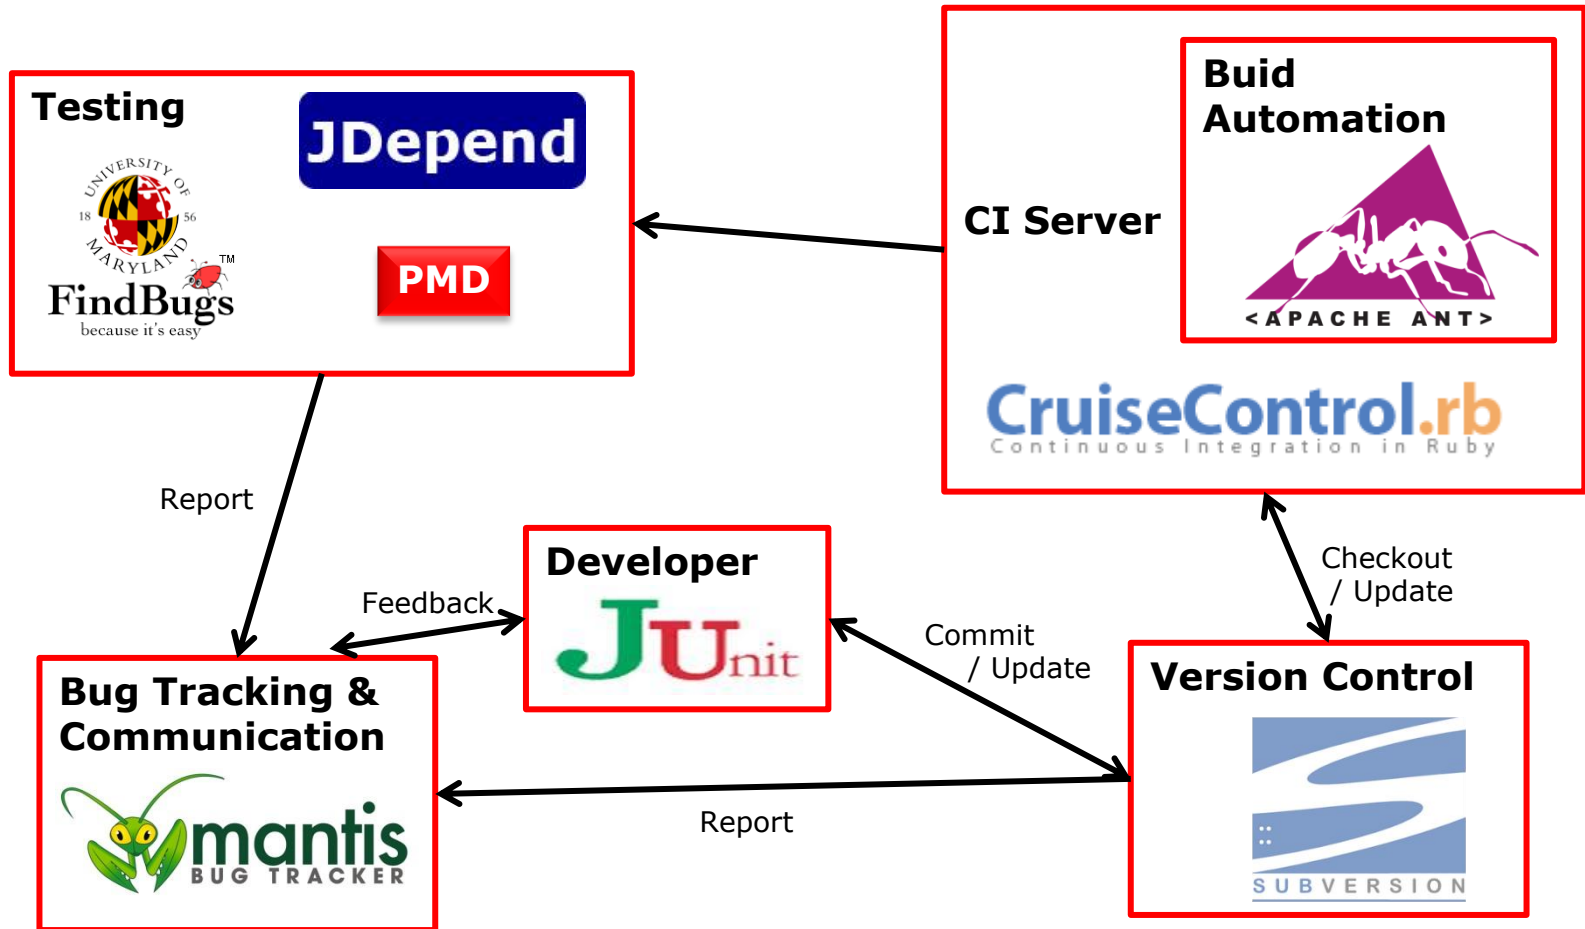 Testing
JDepend
UNIVERSITY OF
18 56
MARYLAND
TM
FindBugs
because it's easy
PMD
CI Server
Buid
Automation
<APACHE ANT>
CruiseControl.rb
Continuous Integration in Ruby
Report
Feedback
Developer
JUnit
Commit
/ Update
Checkout
/ Update
Bug Tracking &
Communication
mantis
BUG TRACKER
Report
Version Control
SUBVERSION